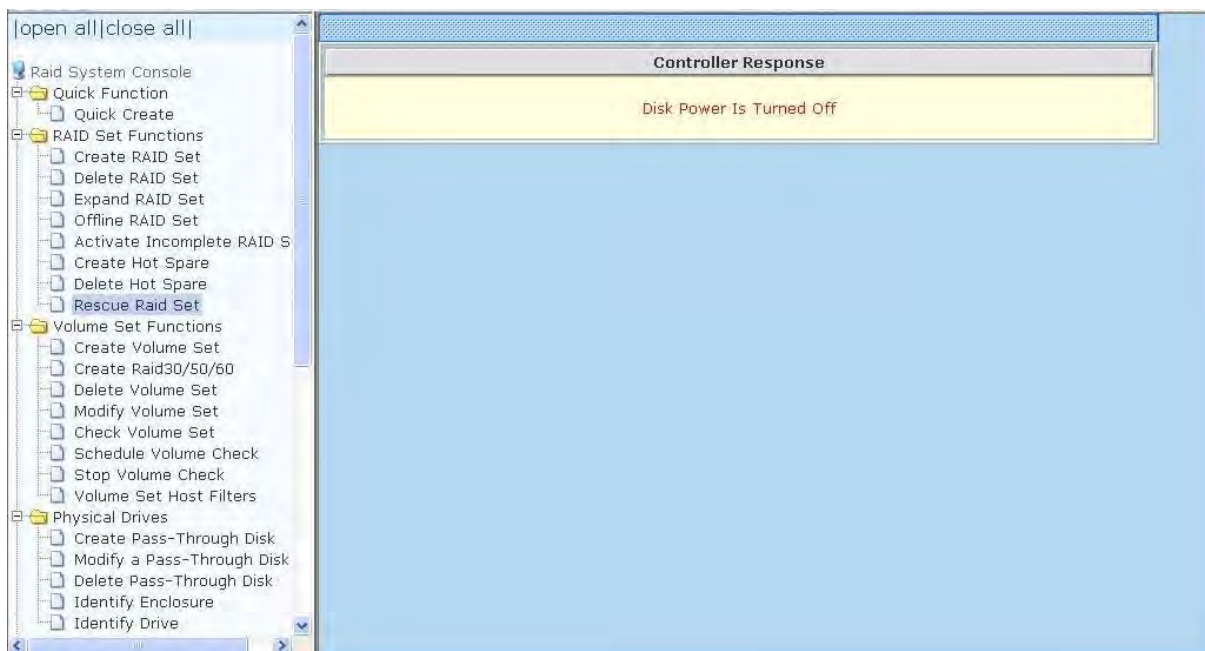 |open all|close all|
Raid System Console
Quick Function
Quick Create
RAID Set Functions
Create RAID Set
Delete RAID Set
Expand RAID Set
Offline RAID Set
Activate Incomplete RAID S
Create Hot Spare
Delete Hot Spare
Rescue Raid Set
Volume Set Functions
Create Volume Set
Create Raid30/50/60
Delete Volume Set
Modify Volume Set
Check Volume Set
Schedule Volume Check
Stop Volume Check
Volume Set Host Filters
Physical Drives
Create Pass-Through Disk
Modify a Pass-Through Disk
Delete Pass-Through Disk
Identify Enclosure
Identify Drive
Controller Response
Disk Power Is Turned Off